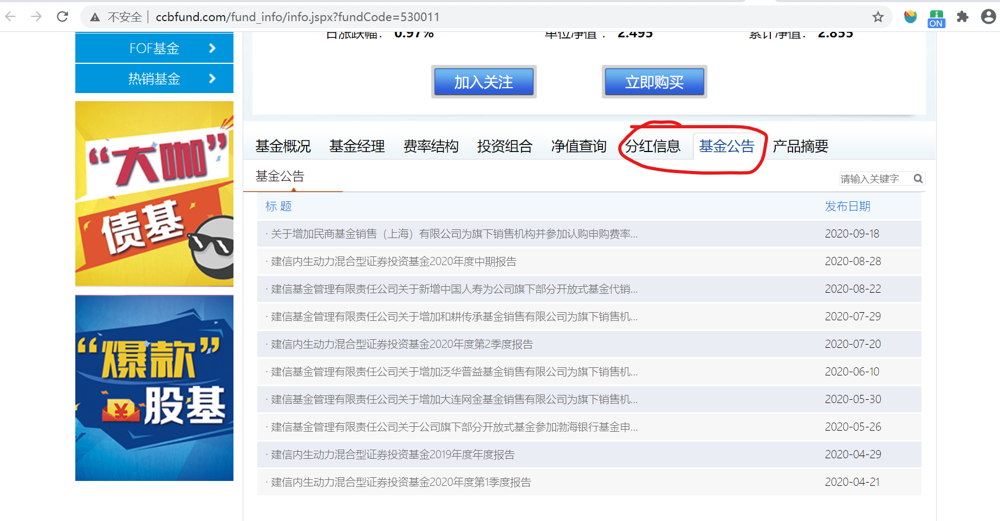 不安全 ccbfund.com/fund_info/info.jspx?fundCode=530011
ON
FOF基金
热销基金
“大咖”
债基
“爆款”
股基
日涨跌幅： 0.97% 单位净值： 2.495 累计净值： 2.855
加入关注 立即购买
基金概况 基金经理 费率结构 投资组合 净值查询 分红信息 基金公告 产品摘要
基金公告 请输入关键字
标 题 发布日期
· 关于增加民商基金销售（上海）有限公司为旗下销售机构并参加认购申购费率... 2020-09-18
· 建信内生动力混合型证券投资基金2020年度中期报告 2020-08-28
· 建信基金管理有限责任公司关于新增中国人寿为公司旗下部分开放式基金代销... 2020-08-22
· 建信基金管理有限责任公司关于增加和耕传承基金销售有限公司为旗下销售机... 2020-07-29
· 建信内生动力混合型证券投资基金2020年度第2季度报告 2020-07-20
· 建信基金管理有限责任公司关于增加泛华普益基金销售有限公司为旗下销售机... 2020-06-10
· 建信基金管理有限责任公司关于增加大连网金基金销售有限公司为旗下销售机... 2020-05-30
· 建信基金管理有限责任公司关于公司旗下部分开放式基金参加渤海银行基金申... 2020-05-26
· 建信内生动力混合型证券投资基金2019年度年度报告 2020-04-29
· 建信内生动力混合型证券投资基金2020年度第1季度报告 2020-04-21